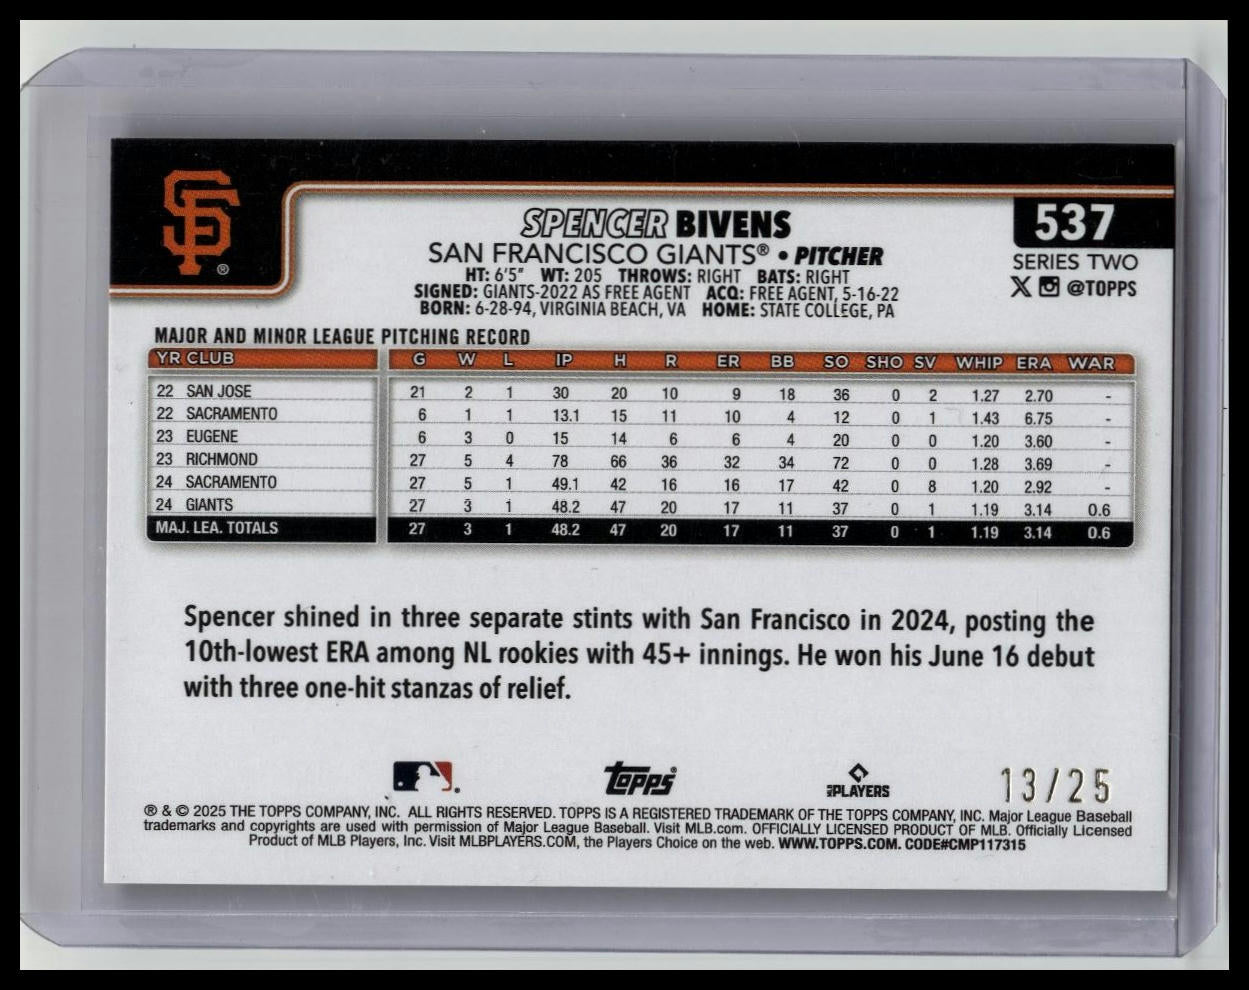 SF®
SPENCER BIVENS
537
SAN FRANCISCO GIANTS® • PITCHER
SERIES TWO
HT: 6'5" WT: 205 THROWS: RIGHT BATS: RIGHT
@TOPPS
SIGNED: GIANTS-2022 AS FREE AGENT ACQ: FREE AGENT, 5-16-22
BORN: 6-28-94, VIRGINIA BEACH, VA HOME: STATE COLLEGE, PA
MAJOR AND MINOR LEAGUE PITCHING RECORD
YR CLUB G W L IP H R ER BB SO SHO SV WHIP ERA WAR
22 SAN JOSE 21 2 1 30 20 10 9 18 36 0 2 1.27 2.70 -
22 SACRAMENTO 6 1 1 13.1 15 11 10 4 12 0 1 1.43 6.75 -
23 EUGENE 6 3 0 15 14 6 6 4 20 0 0 1.20 3.60 -
23 RICHMOND 27 5 4 78 66 36 32 34 72 0 0 1.28 3.69 -
24 SACRAMENTO 27 5 1 49.1 42 16 16 17 42 0 8 1.20 2.92 -
24 GIANTS 27 3 1 48.2 47 20 17 11 37 0 1 1.19 3.14 0.6
MAJ. LEA. TOTALS 27 3 1 48.2 47 20 17 11 37 0 1 1.19 3.14 0.6
Spencer shined in three separate stints with San Francisco in 2024, posting the
10th-lowest ERA among NL rookies with 45+ innings. He won his June 16 debut
with three one-hit stanzas of relief.
Topps
MLBPLAYERS
13/25
® & © 2025 THE TOPPS COMPANY, INC. ALL RIGHTS RESERVED. TOPPS IS A REGISTERED TRADEMARK OF THE TOPPS COMPANY, INC. Major League Baseball
trademarks and copyrights are used with permission of Major League Baseball. Visit MLB.com. OFFICIALLY LICENSED PRODUCT OF MLB. Officially Licensed
Product of MLB Players, Inc. Visit MLBPLAYERS.COM, the Players Choice on the web. WWW.TOPPS.COM. CODE#CMP117315